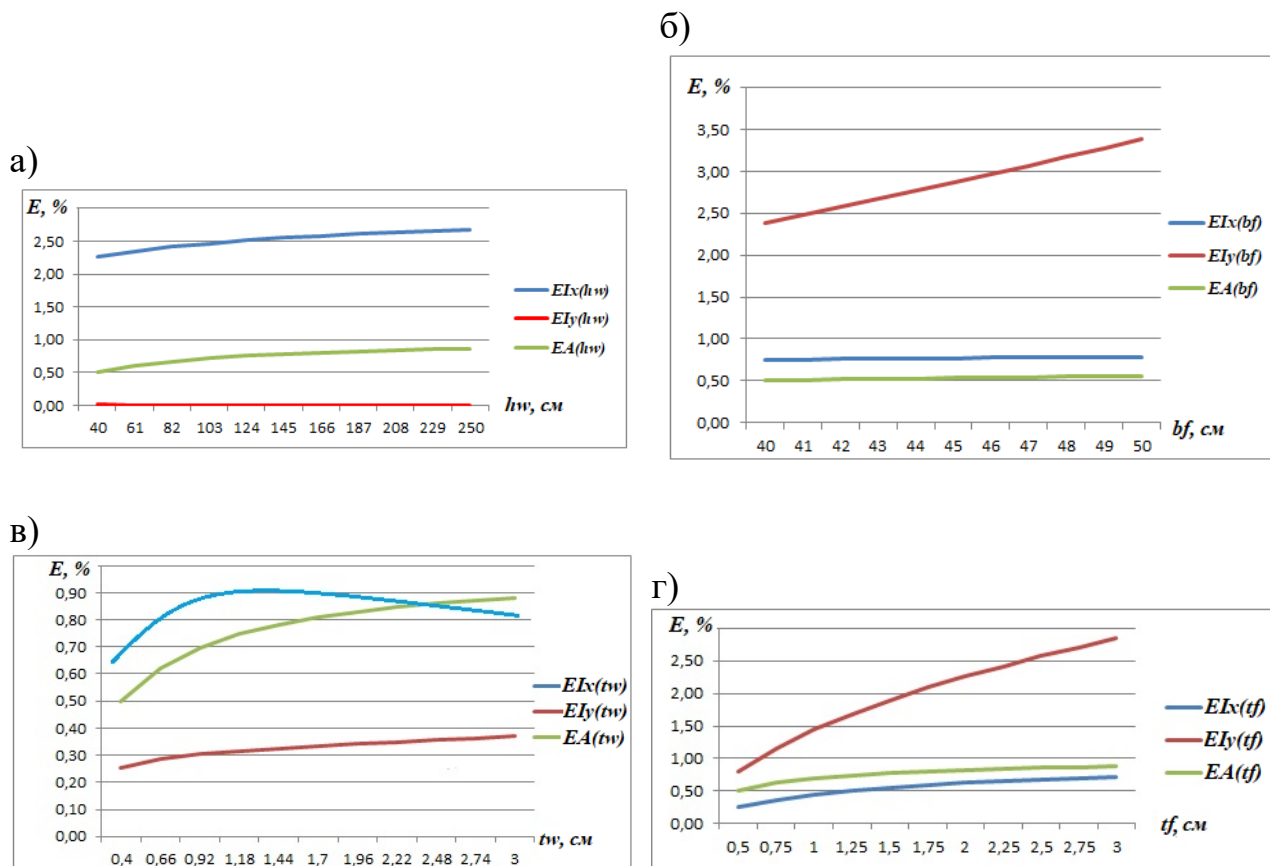 а)
E, %
2,50
2,00
1,50
1,00
0,50
0,00
40 61 82 103 124 145 166 187 208 229 250
hw, см
EIx(hw)
EIy(hw)
EA(hw)
б)
E, %
3,50
3,00
2,50
2,00
1,50
1,00
0,50
0,00
40 41 42 43 44 45 46 47 48 49 50
bf, см
EIx(bf)
EIy(bf)
EA(bf)
в)
E, %
0,90
0,80
0,70
0,60
0,50
0,40
0,30
0,20
0,10
0,00
0,4 0,66 0,92 1,18 1,44 1,7 1,96 2,22 2,48 2,74 3
tw, см
EIx(tw)
EIy(tw)
EA(tw)
г)
E, %
2,50
2,00
1,50
1,00
0,50
0,00
0,5 0,75 1 1,25 1,5 1,75 2 2,25 2,5 2,75 3
tf, см
EIx(tf)
EIy(tf)
EA(tf)